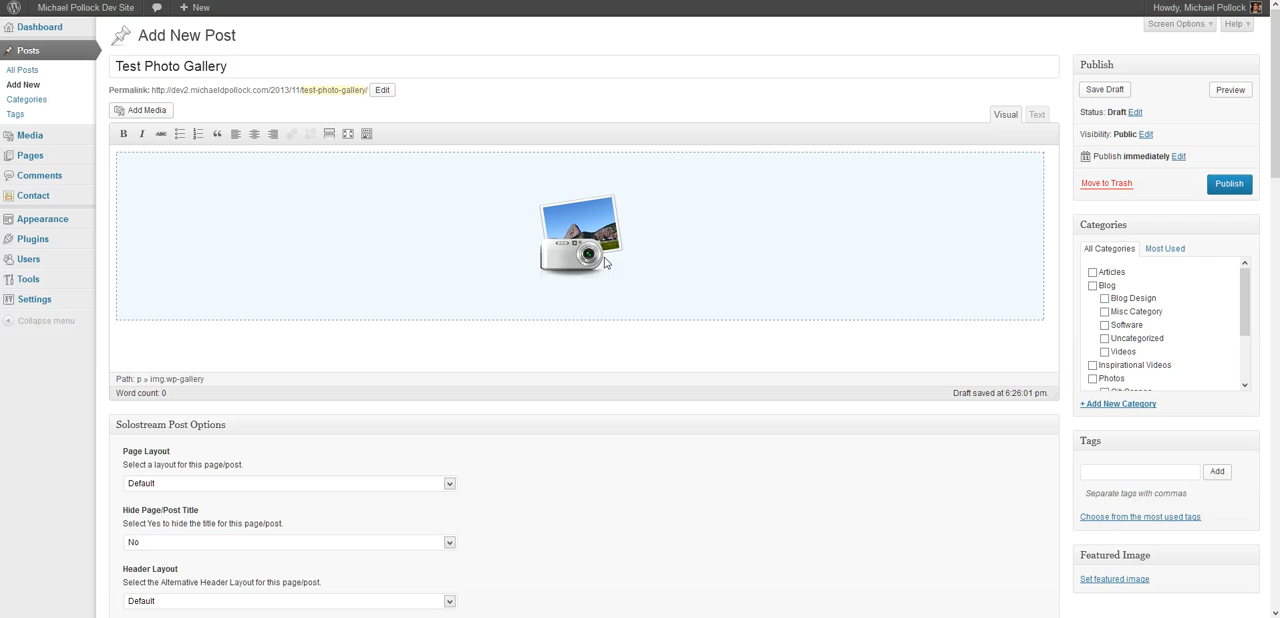 Michael Pollock Dev Site
New
Howdy, Michael Pollock
Screen Options
Help
Dashboard
Posts
All Posts
Add New
Categories
Tags
Media
Pages
Comments
Contact
Appearance
Plugins
Users
Tools
Settings
Collapse menu
Add New Post
Test Photo Gallery
Permalink: http://dev2.michaeldpollock.com/2013/11/test-photo-gallery/ Edit
Add Media
Visual
Text
B I ABC
Path: p » img.wp-gallery
Word count: 0
Draft saved at 6:26:01 pm.
Solostream Post Options
Page Layout
Select a layout for this page/post.
Default
Hide Page/Post Title
Select Yes to hide the title for this page/post.
No
Header Layout
Select the Alternative Header Layout for this page/post.
Default
Publish
Save Draft
Preview
Status: Draft Edit
Visibility: Public Edit
Publish immediately Edit
Move to Trash
Publish
Categories
All Categories
Most Used
Articles
Blog
Blog Design
Misc Category
Software
Uncategorized
Videos
Inspirational Videos
Photos
+ Add New Category
Tags
Add
Separate tags with commas
Choose from the most used tags
Featured Image
Set featured image